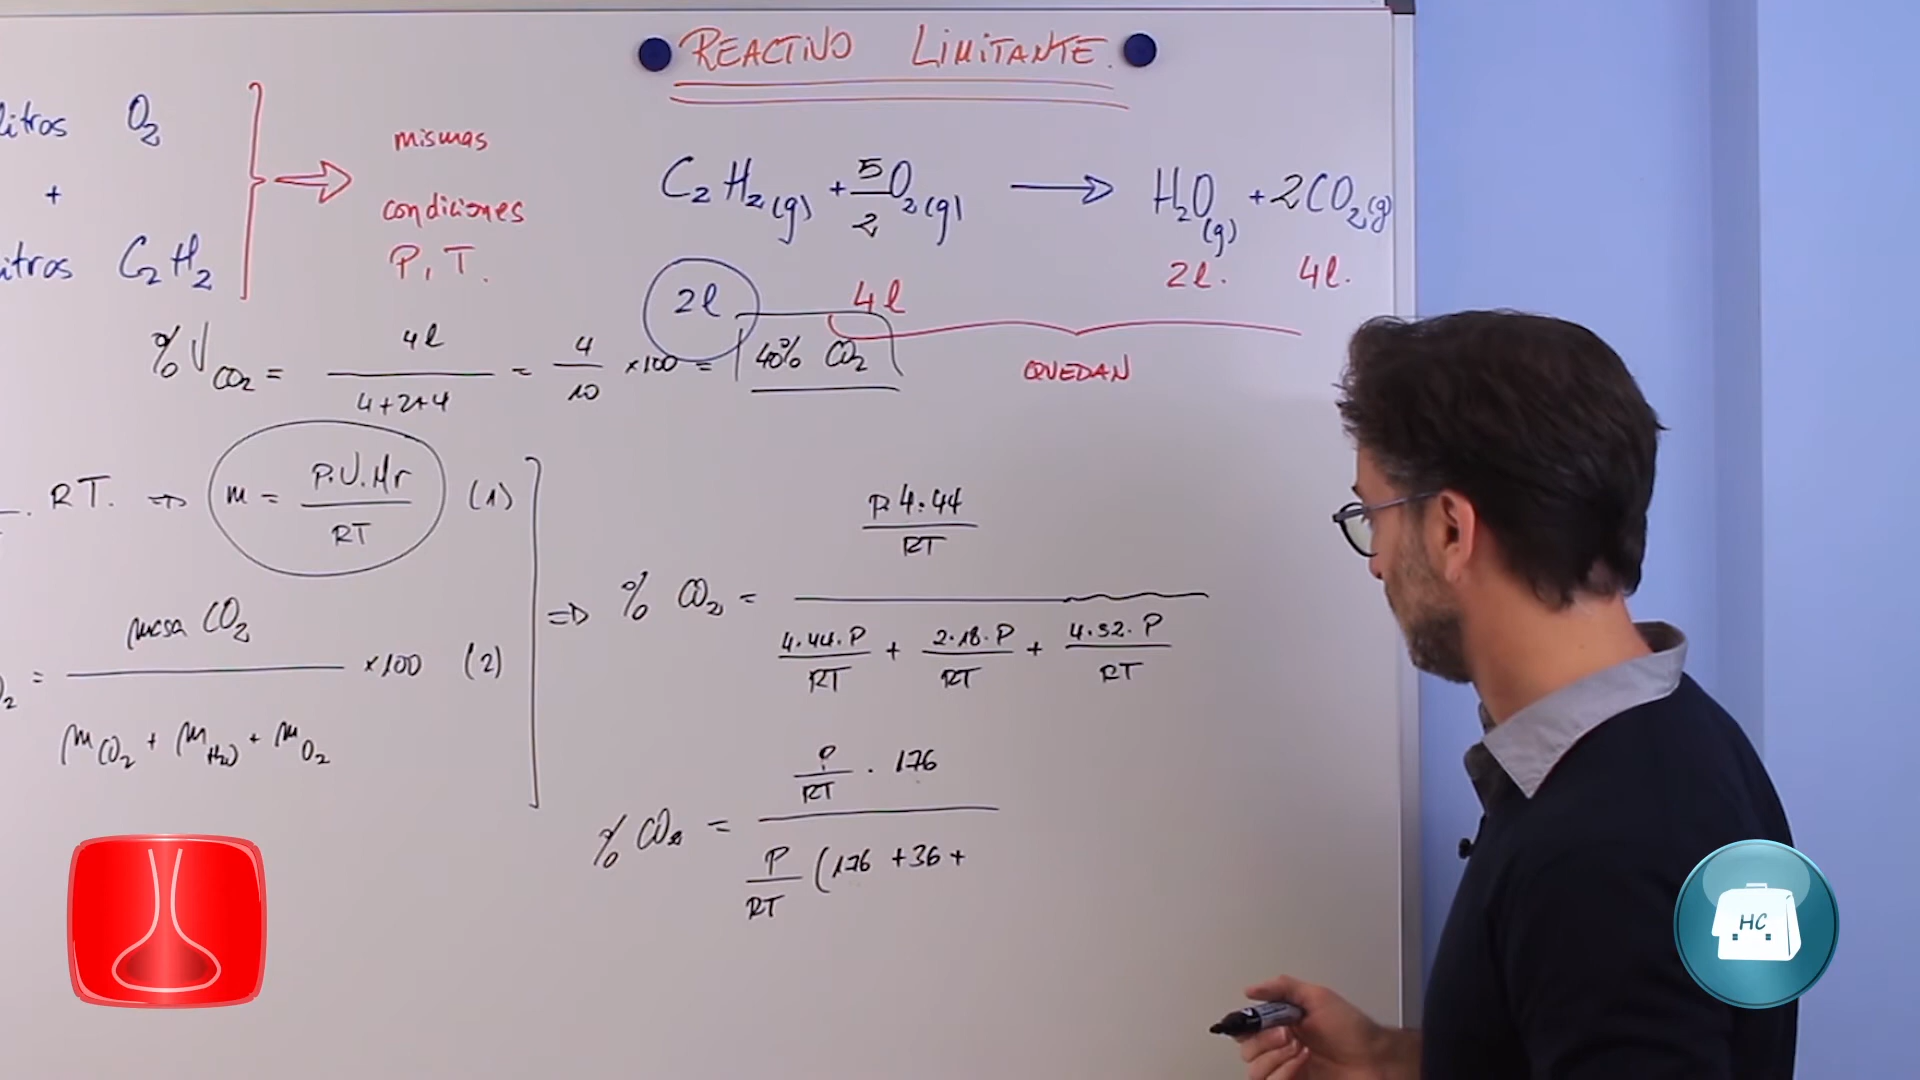 REACTIVO LIMITANTE.
litros O2
+
itros C2H2
mismas
condiciones
P, T.
C2H2(g) + 5/2 O2(g) → H2O(g) + 2CO2(g)
2l 4l 2l. 4l.
QUEDAN
% V CO2 = 4l / 4+2+4 = 4/10 ×100 = 40% CO2
. RT. ⇒ m = P.V.Mr / RT (1)
O2 = masa CO2 / mCO2 + mH2O + mO2 ×100 (2)
⇒ % CO2 = P.4.44 / RT
4.44.P / RT + 2.18.P / RT + 4.32.P / RT
% CO2 = P/RT . 176
P/RT (176 +36 +
HC